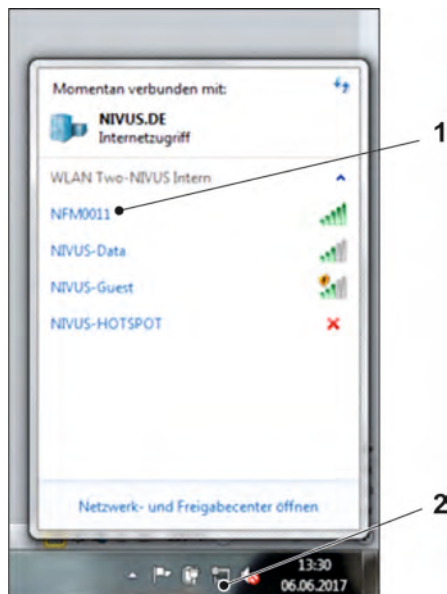 Momentan verbunden mit:
NIVUS.DE
Internetzugriff
WLAN Two-NIVUS Intern
NFM0011
NIVUS-Data
NIVUS-Guest
NIVUS-HOTSPOT
Netzwerk- und Freigabecenter öffnen
13:30
06.06.2017
1
2